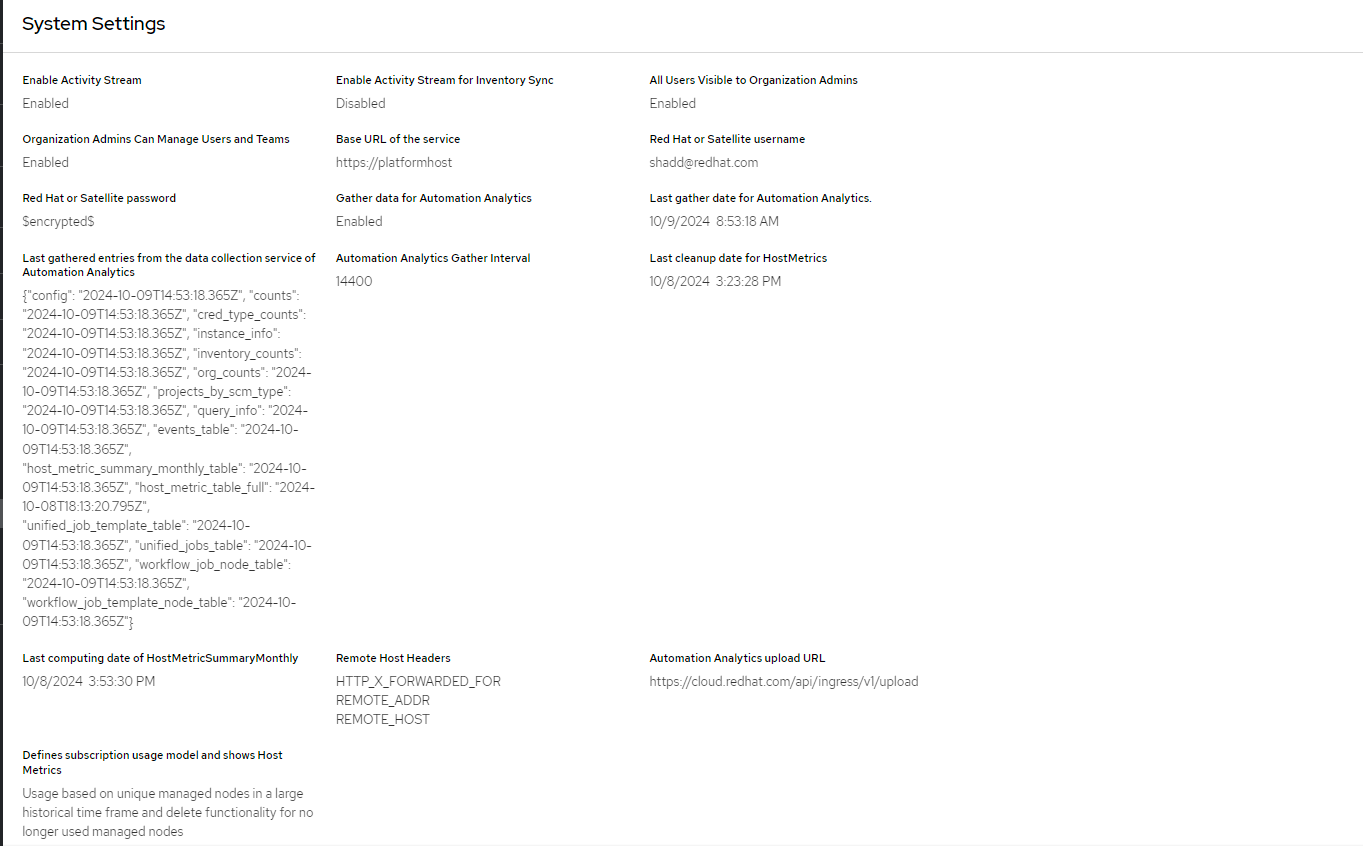 System Settings
Enable Activity Stream
Enabled
Enable Activity Stream for Inventory Sync
Disabled
All Users Visible to Organization Admins
Enabled
Organization Admins Can Manage Users and Teams
Enabled
Base URL of the service
https://platformhost
Red Hat or Satellite username
shadd@redhat.com
Red Hat or Satellite password
$encrypted$
Gather data for Automation Analytics
Enabled
Last gather date for Automation Analytics.
10/9/2024 8:53:18 AM
Last gathered entries from the data collection service of
Automation Analytics
{"config": "2024-10-09T14:53:18.365Z", "counts":
"2024-10-09T14:53:18.365Z", "cred_type_counts":
"2024-10-09T14:53:18.365Z", "instance_info":
"2024-10-09T14:53:18.365Z", "inventory_counts":
"2024-10-09T14:53:18.365Z", "org_counts": "2024-
10-09T14:53:18.365Z", "projects_by_scm_type":
"2024-10-09T14:53:18.365Z", "query_info": "2024-
10-09T14:53:18.365Z", "events_table": "2024-10-
09T14:53:18.365Z",
"host_metric_summary_monthly_table": "2024-10-
09T14:53:18.365Z", "host_metric_table_full": "2024-
10-08T18:13:20.795Z",
"unified_job_template_table": "2024-10-
09T14:53:18.365Z", "unified_jobs_table": "2024-10-
09T14:53:18.365Z", "workflow_job_node_table":
"2024-10-09T14:53:18.365Z",
"workflow_job_template_node_table": "2024-10-
09T14:53:18.365Z"}
Automation Analytics Gather Interval
14400
Last cleanup date for HostMetrics
10/8/2024 3:23:28 PM
Last computing date of HostMetricSummaryMonthly
10/8/2024 3:53:30 PM
Remote Host Headers
HTTP_X_FORWARDED_FOR
REMOTE_ADDR
REMOTE_HOST
Automation Analytics upload URL
https://cloud.redhat.com/api/ingress/v1/upload
Defines subscription usage model and shows Host
Metrics
Usage based on unique managed nodes in a large
historical time frame and delete functionality for no
longer used managed nodes